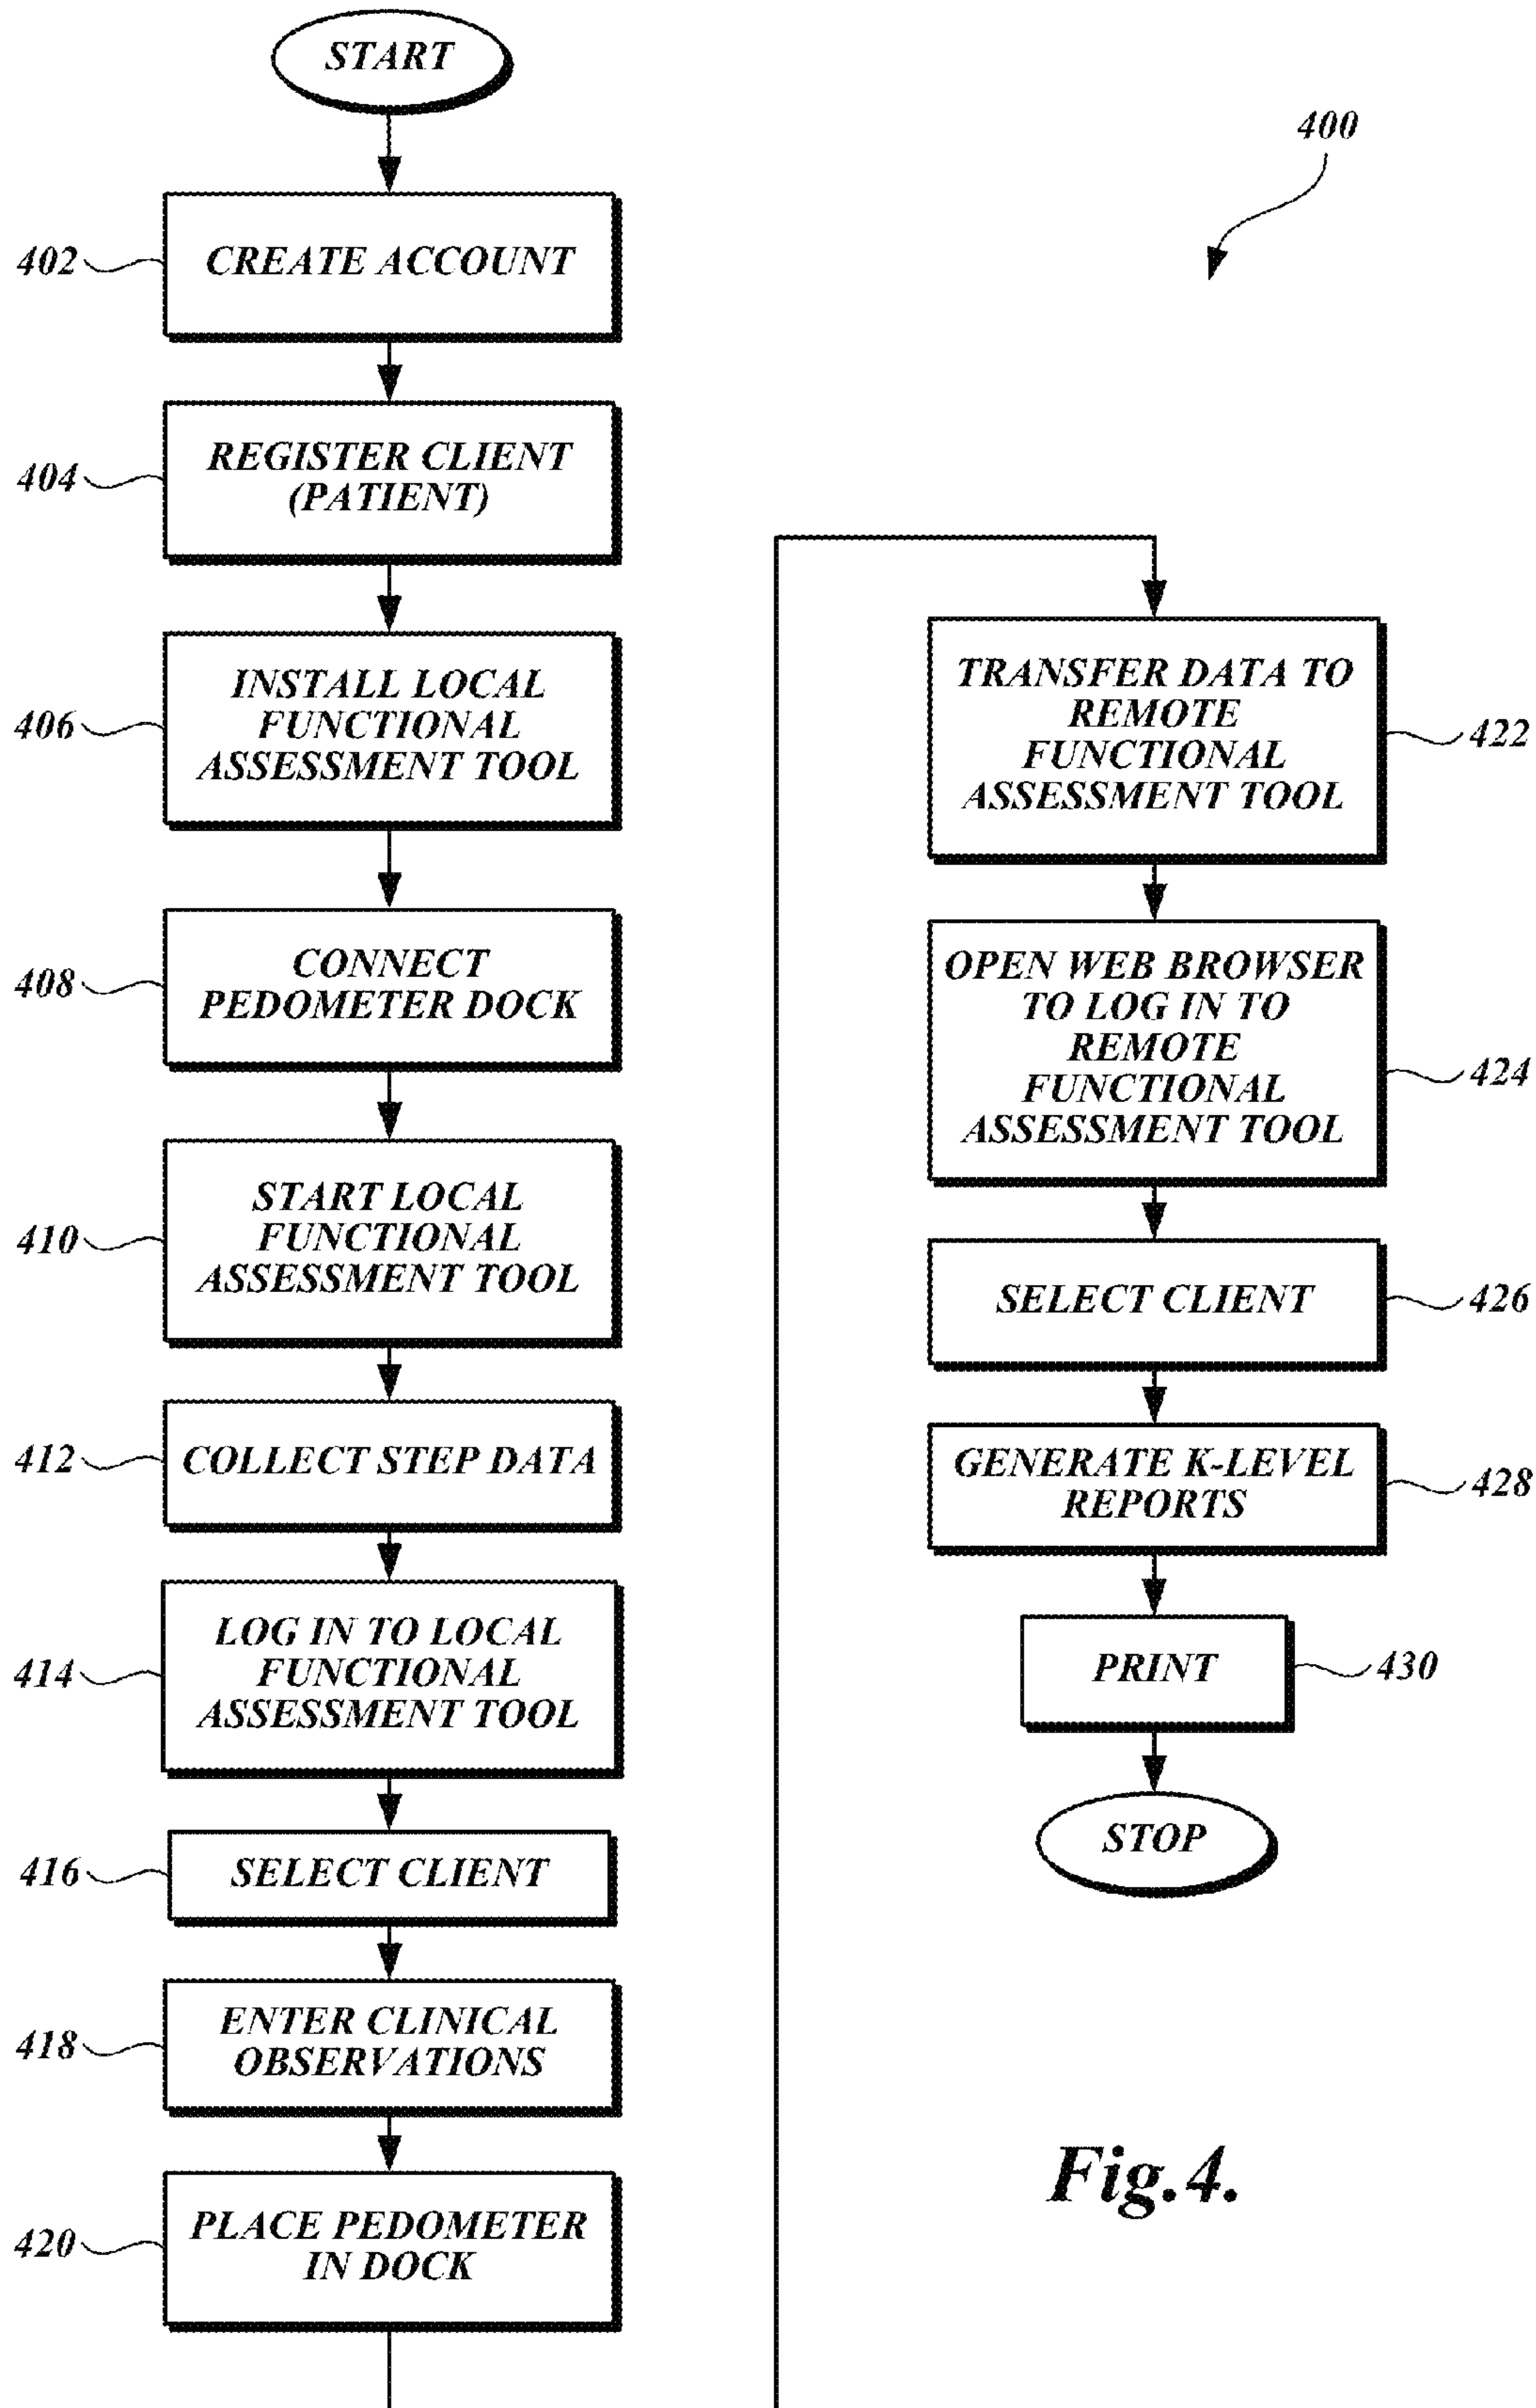 START
400
402
CREATE ACCOUNT
404
REGISTER CLIENT
(PATIENT)
406
INSTALL LOCAL
FUNCTIONAL
ASSESSMENT TOOL
408
CONNECT
PEDOMETER DOCK
410
START LOCAL
FUNCTIONAL
ASSESSMENT TOOL
412
COLLECT STEP DATA
414
LOG IN TO LOCAL
FUNCTIONAL
ASSESSMENT TOOL
416
SELECT CLIENT
418
ENTER CLINICAL
OBSERVATIONS
420
PLACE PEDOMETER
IN DOCK
TRANSFER DATA TO
REMOTE
FUNCTIONAL
ASSESSMENT TOOL
422
OPEN WEB BROWSER
TO LOG IN TO
REMOTE
FUNCTIONAL
ASSESSMENT TOOL
424
SELECT CLIENT
426
GENERATE K-LEVEL
REPORTS
428
PRINT
430
STOP
Fig.4.